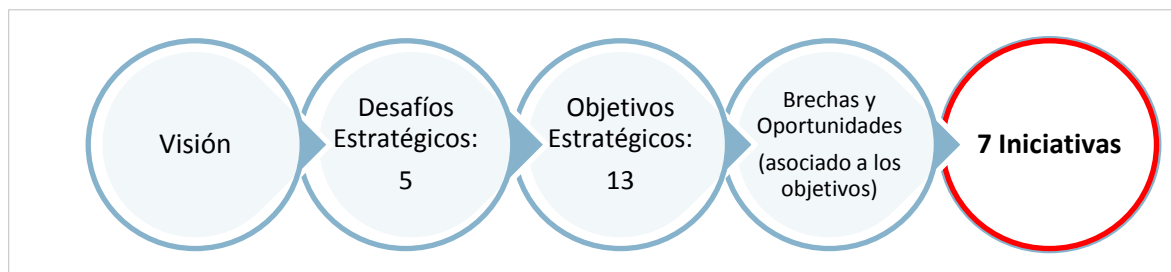 Visión
Desafíos
Estratégicos:
5
Objetivos
Estratégicos:
13
Brechas y
Oportunidades
(asociado a los
objetivos)
7 Iniciativas